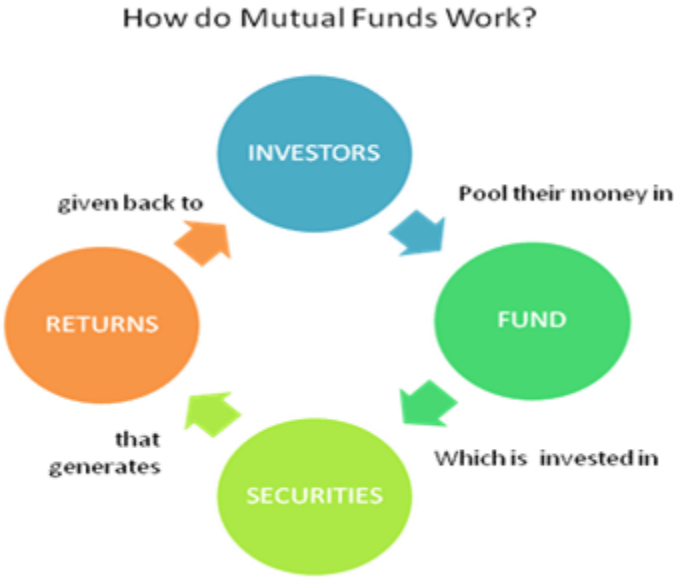 How do Mutual Funds Work?
INVESTORS
Pool their money in
FUND
Which is invested in
SECURITIES
that
generates
RETURNS
given back to